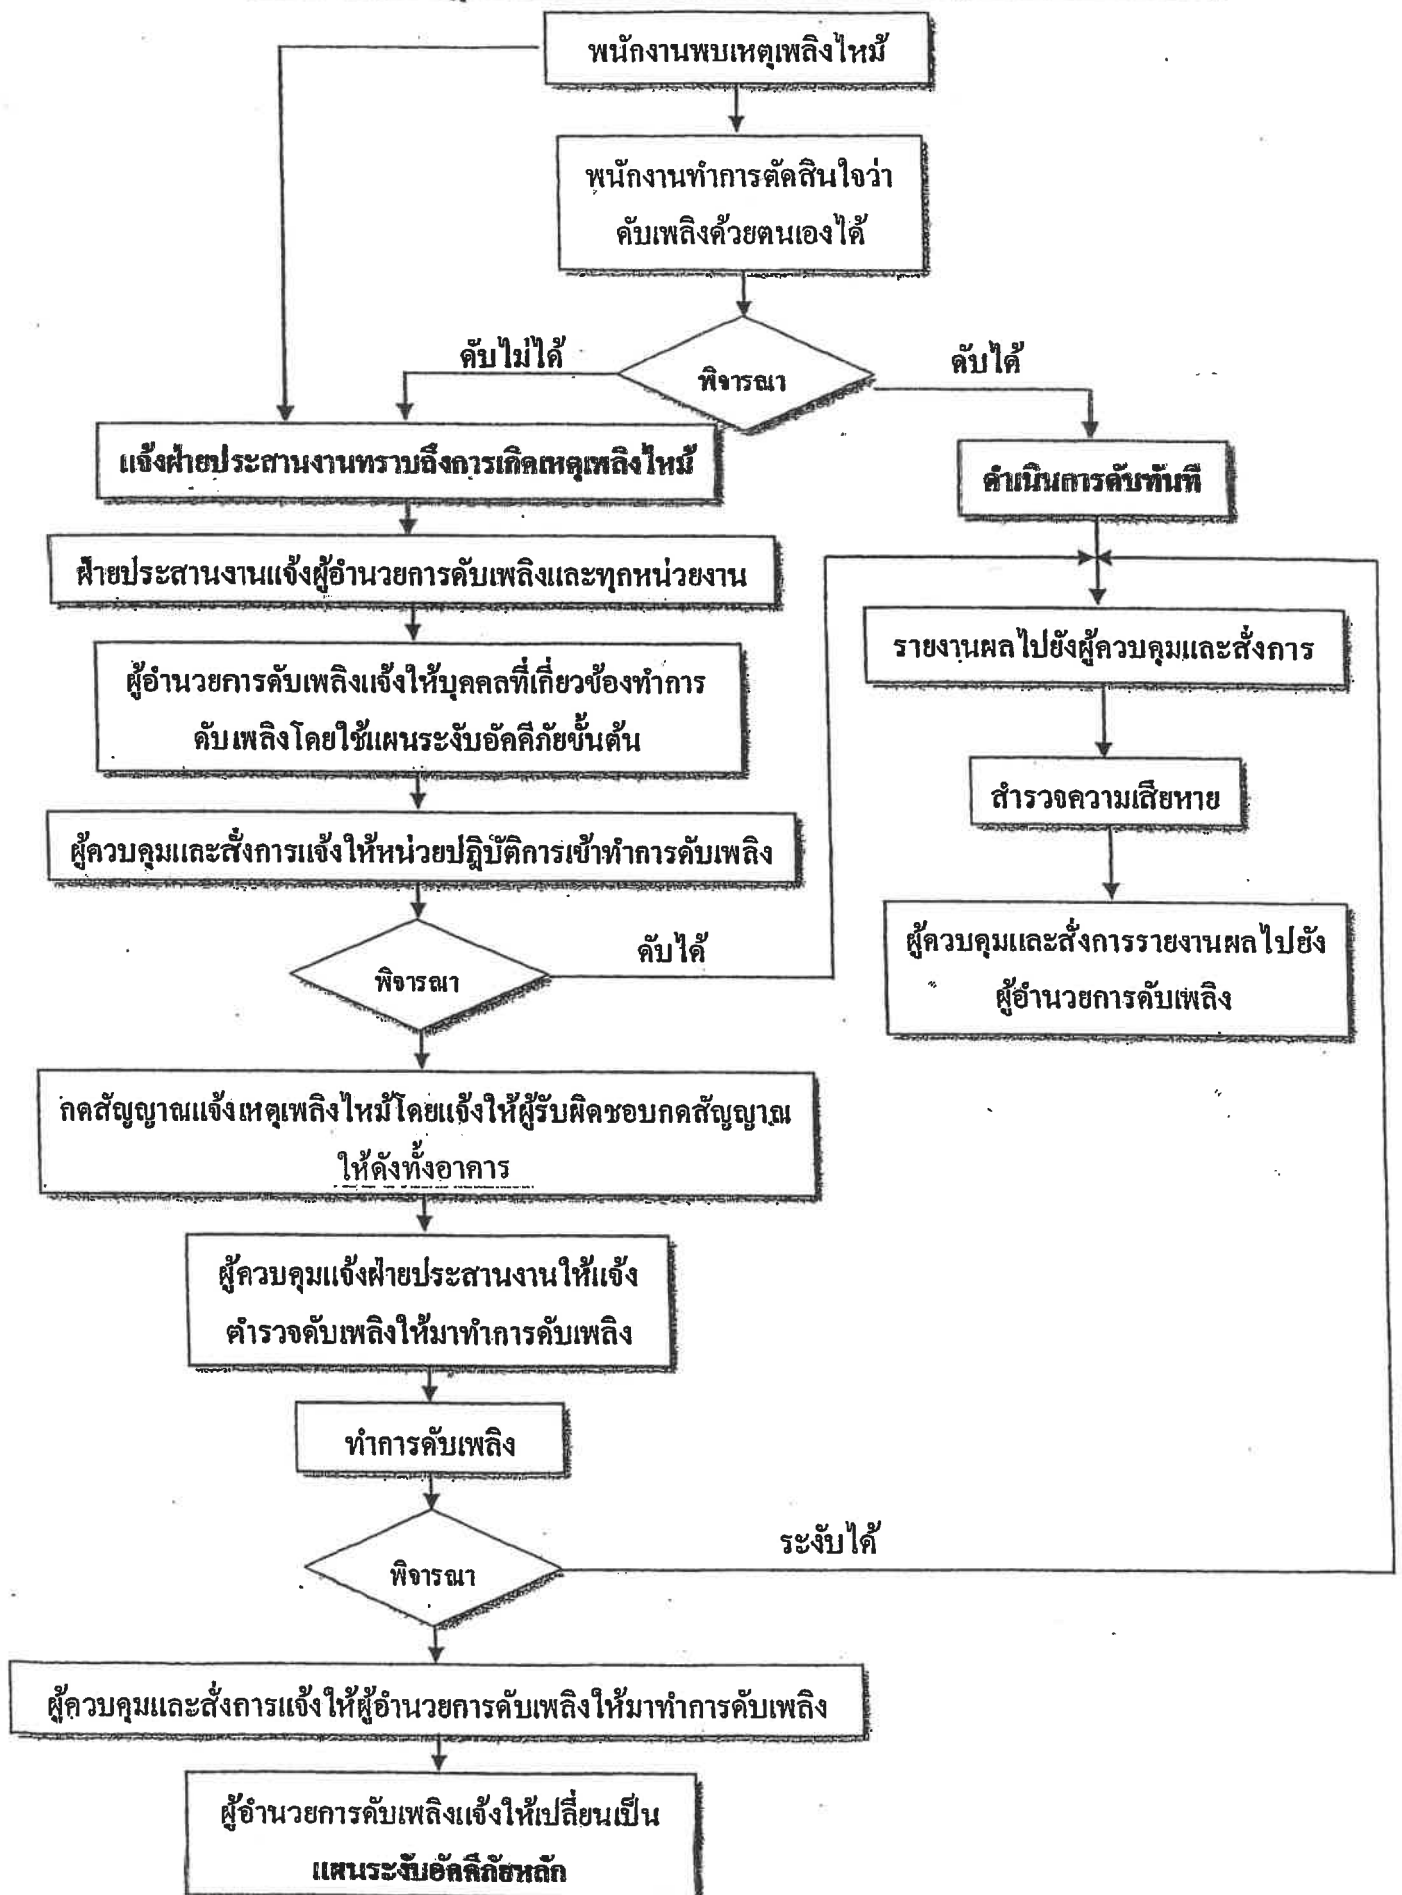 พนักงานพบเหตุเพลิงไหม้
พนักงานทำการตัดสินใจว่า
ดับเพลิงด้วยตนเองได้
ดับไม่ได้
พิจารณา
ดับได้
แจ้งฝ่ายประสานงานทราบถึงการเกิดเหตุเพลิงไหม้
ดำเนินการดับทันที
ฝ่ายประสานงานแจ้งผู้อำนวยการดับเพลิงและทุกหน่วยงาน
รายงานผลไปยังผู้ควบคุมและสั่งการ
ผู้อำนวยการดับเพลิงแจ้งให้บุคคลที่เกี่ยวข้องทำการ
ดับเพลิงโดยใช้แผนระงับอัคคีภัยขั้นต้น
สำรวจความเสียหาย
ผู้ควบคุมและสั่งการแจ้งให้หน่วยปฏิบัติการเข้าทำการดับเพลิง
ผู้ควบคุมและสั่งการรายงานผลไปยัง
ผู้อำนวยการดับเพลิง
ดับได้
พิจารณา
กดสัญญาณแจ้งเหตุเพลิงไหม้โดยแจ้งให้ผู้รับผิดชอบกดสัญญาณ
ให้ดังทั้งอาคาร
ผู้ควบคุมแจ้งฝ่ายประสานงานให้แจ้ง
ตำรวจดับเพลิงให้มาทำการดับเพลิง
ทำการดับเพลิง
ระงับได้
พิจารณา
ผู้ควบคุมและสั่งการแจ้งให้ผู้อำนวยการดับเพลิงให้มาทำการดับเพลิง
ผู้อำนวยการดับเพลิงแจ้งให้เปลี่ยนเป็น
แผนระงับอัคคีภัยหลัก